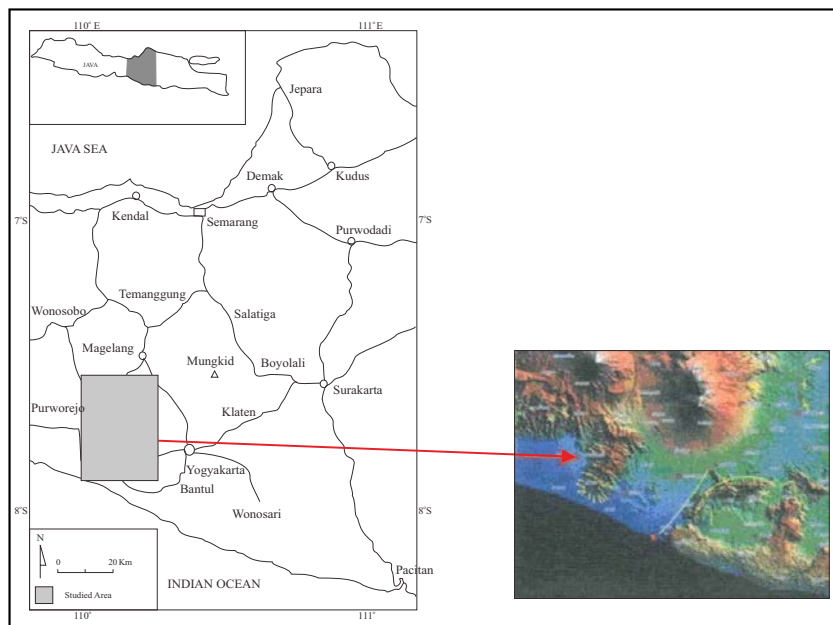 110° E
111° E
JAVA
JAVA SEA
Jepara
Demak
Kudus
Kendal
Semarang
7°S
7°S
Purwodadi
Temanggung
Wonosobo
Salatiga
Magelang
Mungkid
Boyolali
Surakarta
Purworejo
Klaten
Yogyakarta
Bantul
Wonosari
8°S
8°S
N
0 20 Km
Pacitan
INDIAN OCEAN
Studied Area
110°
111°